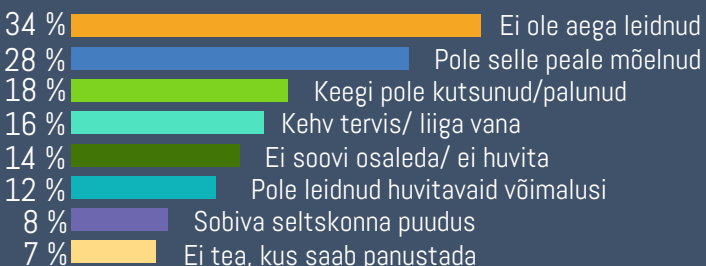 34 % Ei ole aega leidnud
28 % Pole selle peale mõelnud
18 % Keegi pole kutsunud/palunud
16 % Kehv tervis/ liiga vana
14 % Ei soovi osaleda/ ei huvita
12 % Pole leidnud huvitavaid võimalusi
8 % Sobiva seltskonna puudus
7 % Ei tea, kus saab panustada